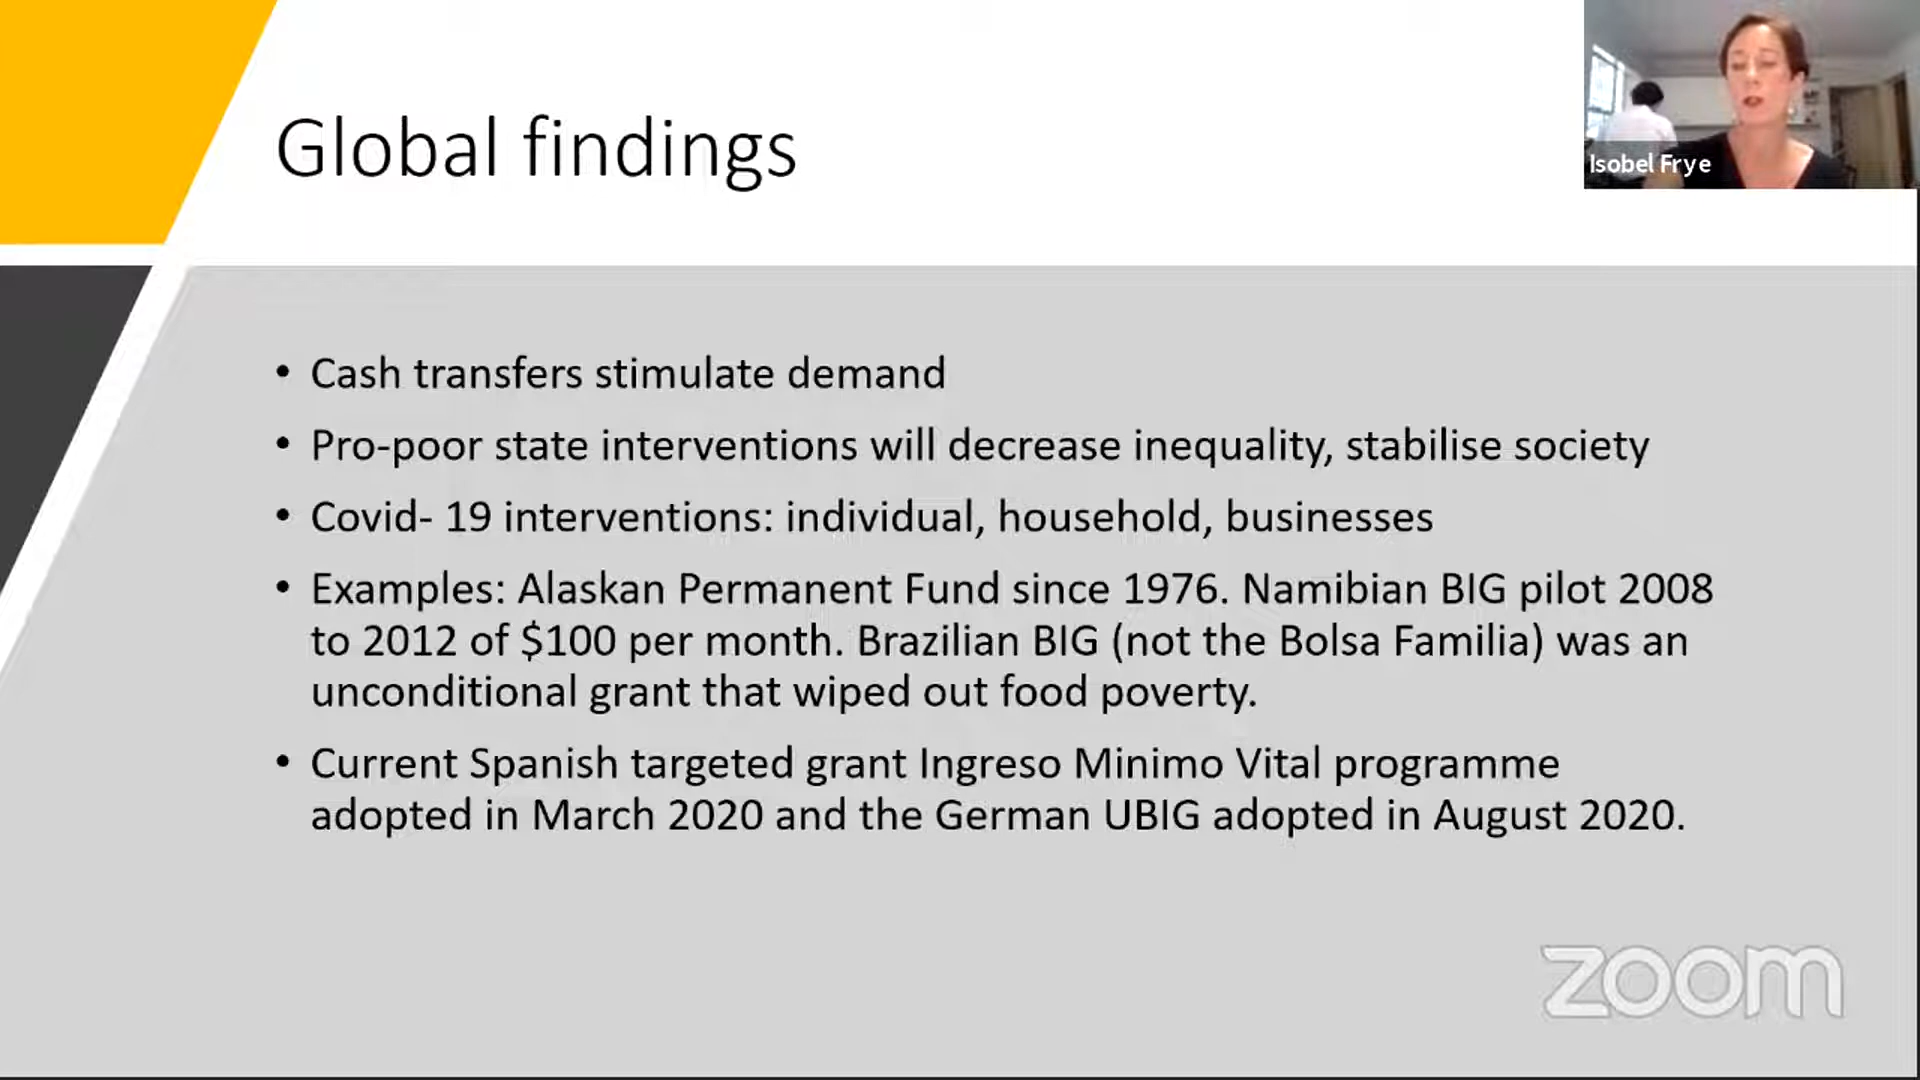 Global findings
Isobel Frye
• Cash transfers stimulate demand
• Pro-poor state interventions will decrease inequality, stabilise society
• Covid- 19 interventions: individual, household, businesses
• Examples: Alaskan Permanent Fund since 1976. Namibian BIG pilot 2008
to 2012 of $100 per month. Brazilian BIG (not the Bolsa Familia) was an
unconditional grant that wiped out food poverty.
• Current Spanish targeted grant Ingreso Minimo Vital programme
adopted in March 2020 and the German UBIG adopted in August 2020.
zoom